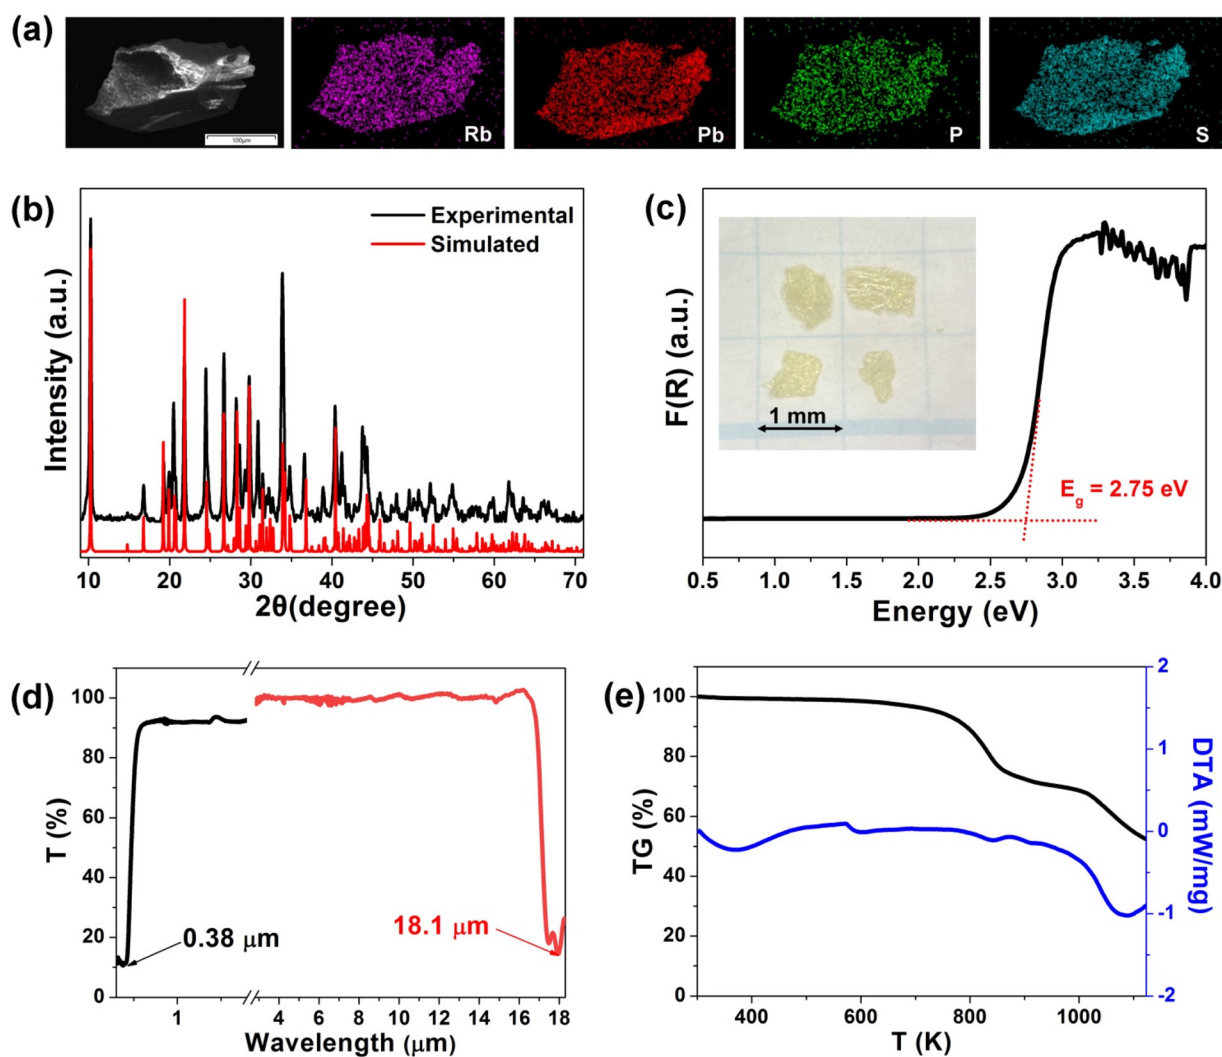 (a)
100μm
Rb
Pb
P
S
(b)
Experimental
Simulated
Intensity (a.u.)
10 20 30 40 50 60 70
2θ(degree)
(c)
F(R) (a.u.)
1 mm
E_g = 2.75 eV
0.5 1.0 1.5 2.0 2.5 3.0 3.5 4.0
Energy (eV)
(d)
T (%)
100
80
60
40
20
0
0.38 μm
18.1 μm
1 4 6 8 10 12 14 16 18
Wavelength (μm)
(e)
TG (%)
100
80
60
40
20
0
2
1
0
-1
-2
DTA (mW/mg)
400 600 800 1000
T (K)